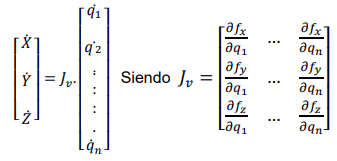 [Ẋ Ẏ Ż] = J_v. [q̇₁ q̇₂ : : : . q̇ₙ] Siendo J_v = [∂f_x/∂q₁ ... ∂f_x/∂qₙ
∂f_y/∂q₁ ... ∂f_y/∂qₙ
∂f_z/∂q₁ ... ∂f_z/∂qₙ]